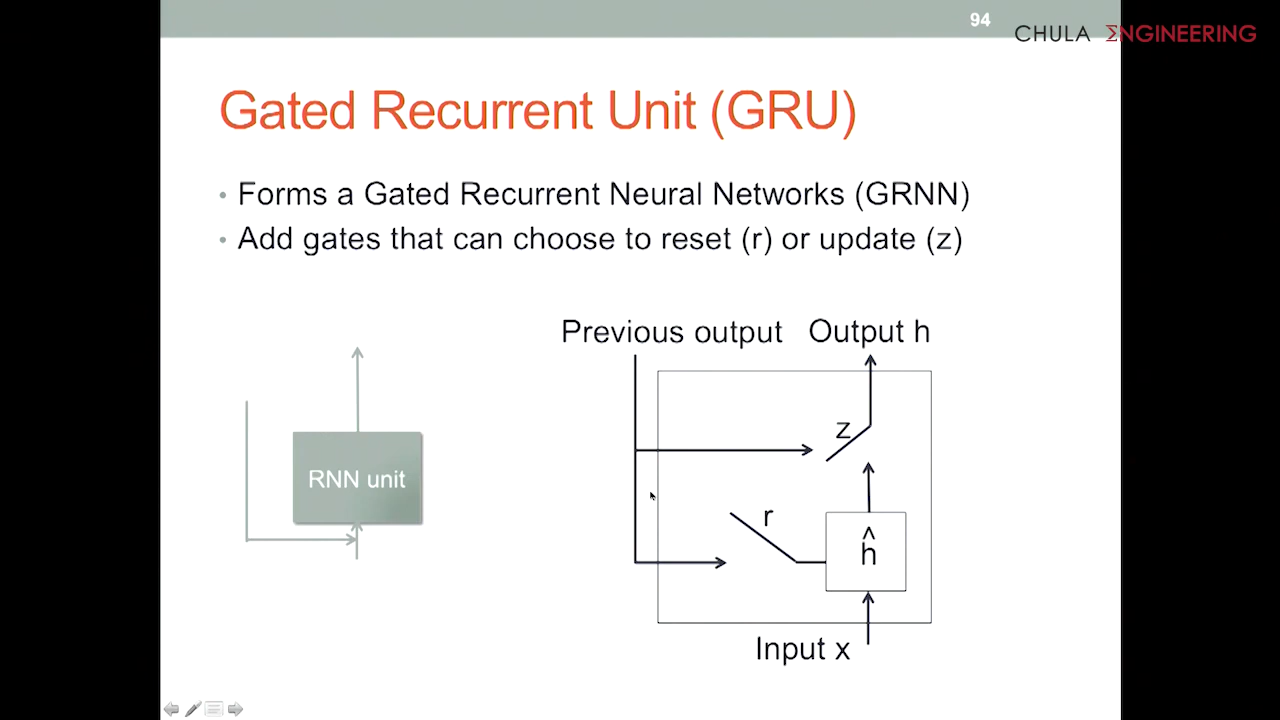 94
CHULA ΣNGINEERING
Gated Recurrent Unit (GRU)
• Forms a Gated Recurrent Neural Networks (GRNN)
• Add gates that can choose to reset (r) or update (z)
Previous output Output h
z
RNN unit
r
ĥ
Input x